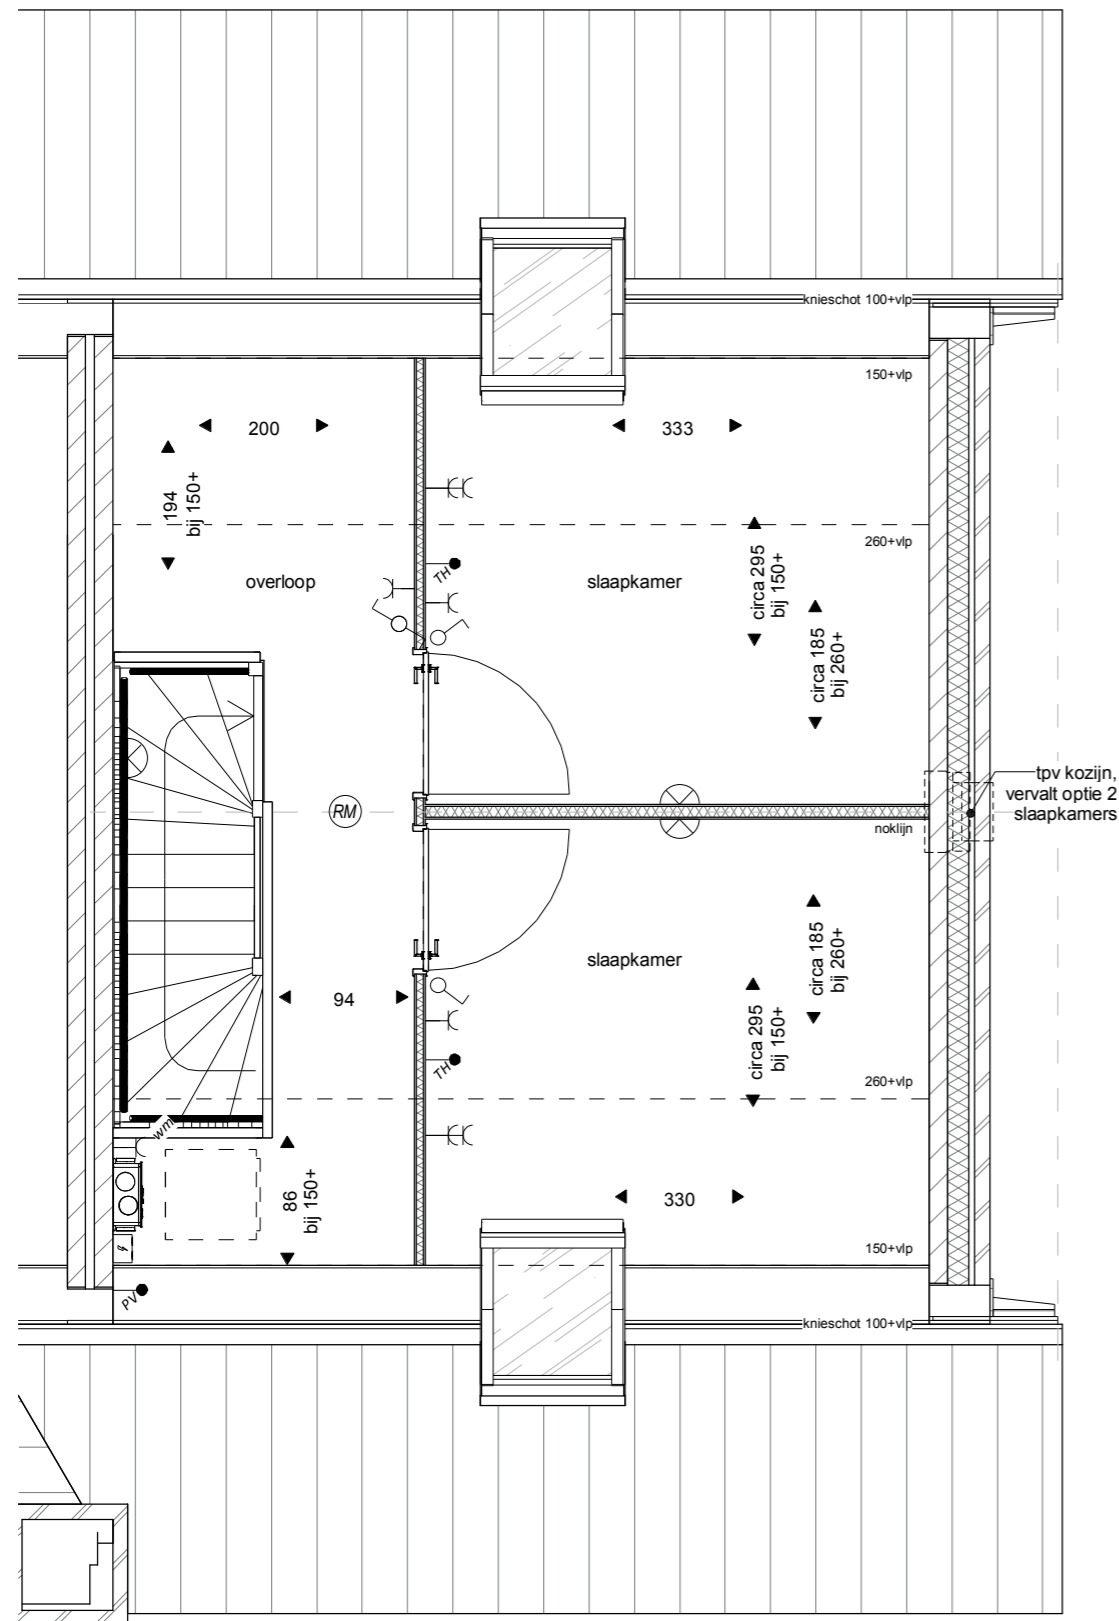 knieschot 100+vlp
150+vlp
200
333
194
bij 150+
260+vlp
circa 295
bij 150+
overloop
TH
slaapkamer
circa 185
bij 260+
tpv kozijn,
vervalt optie 2
slaapkamers
RM
noklijn
circa 185
bij 260+
slaapkamer
94
circa 295
bij 150+
TH
260+vlp
wm
86
bij 150+
330
150+vlp
PV
knieschot 100+vlp